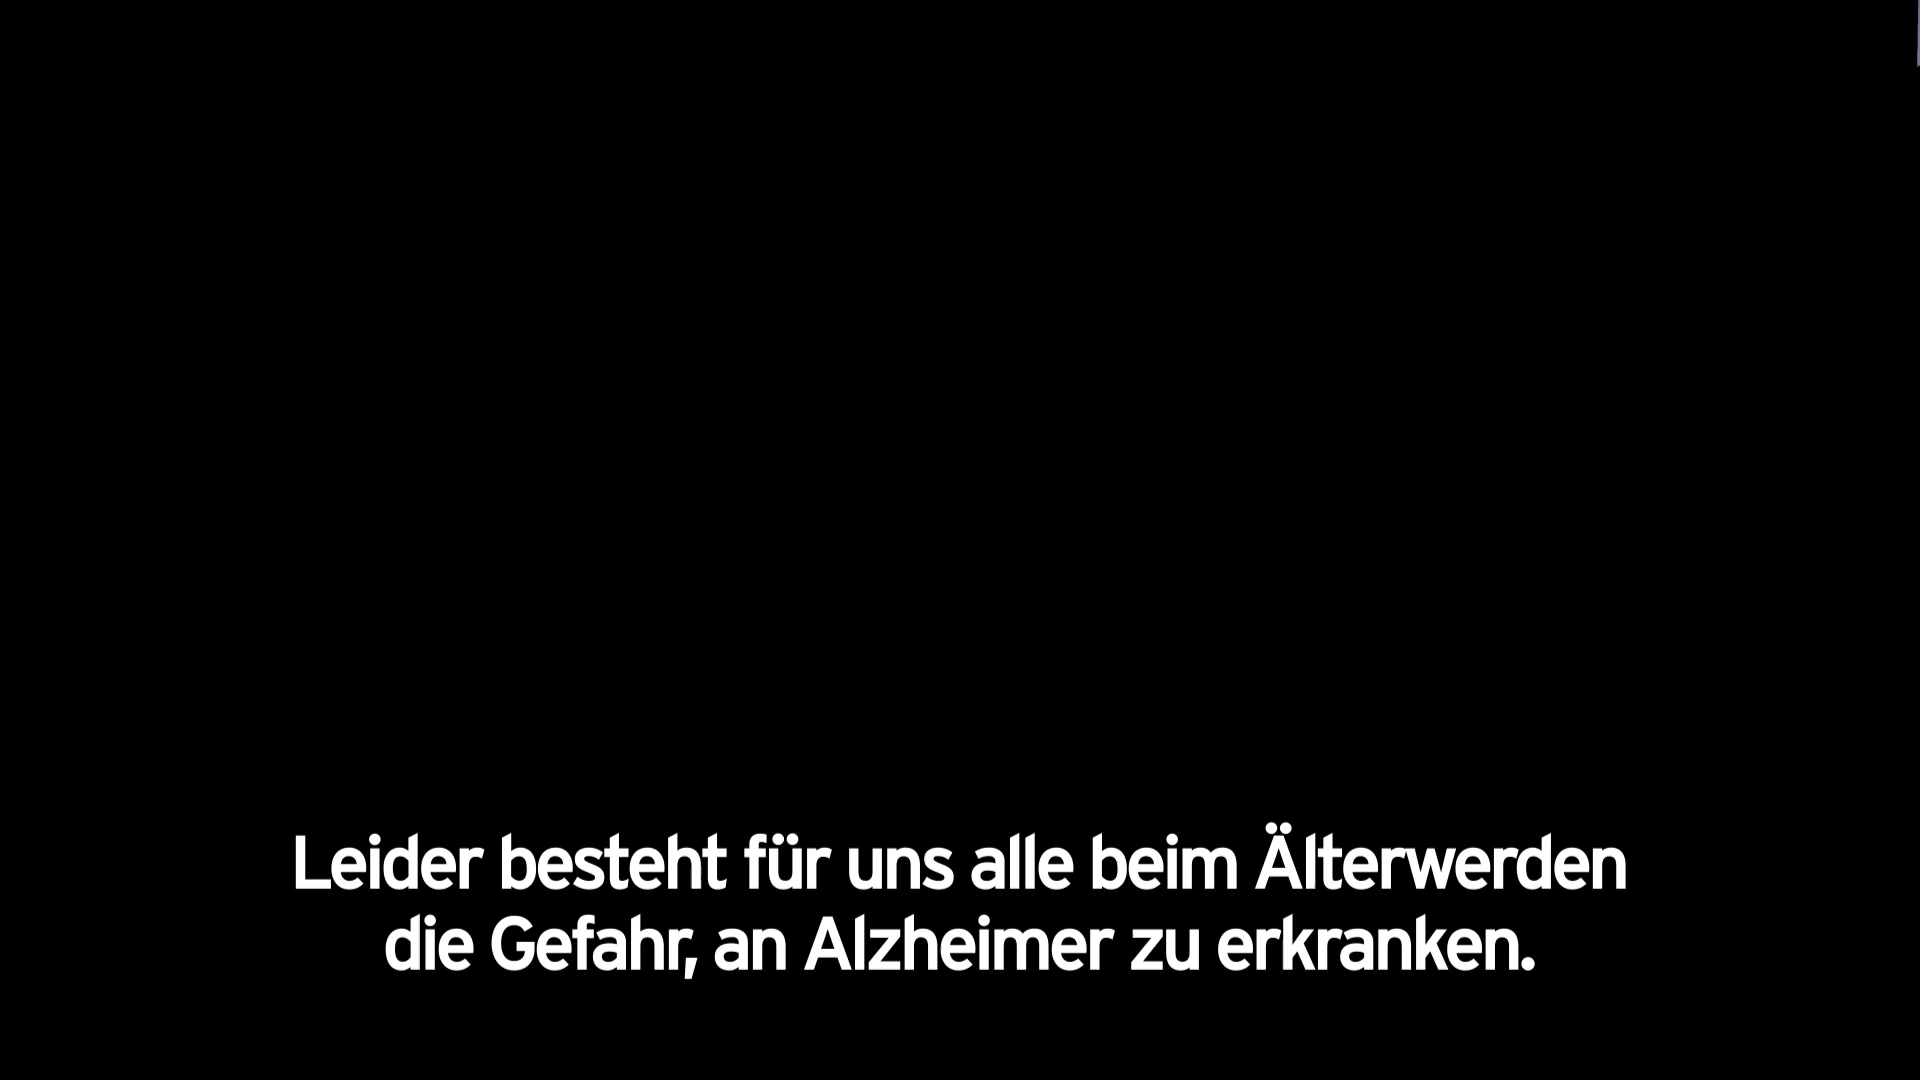 Leider besteht für uns alle beim Älterwerden
die Gefahr, an Alzheimer zu erkranken.